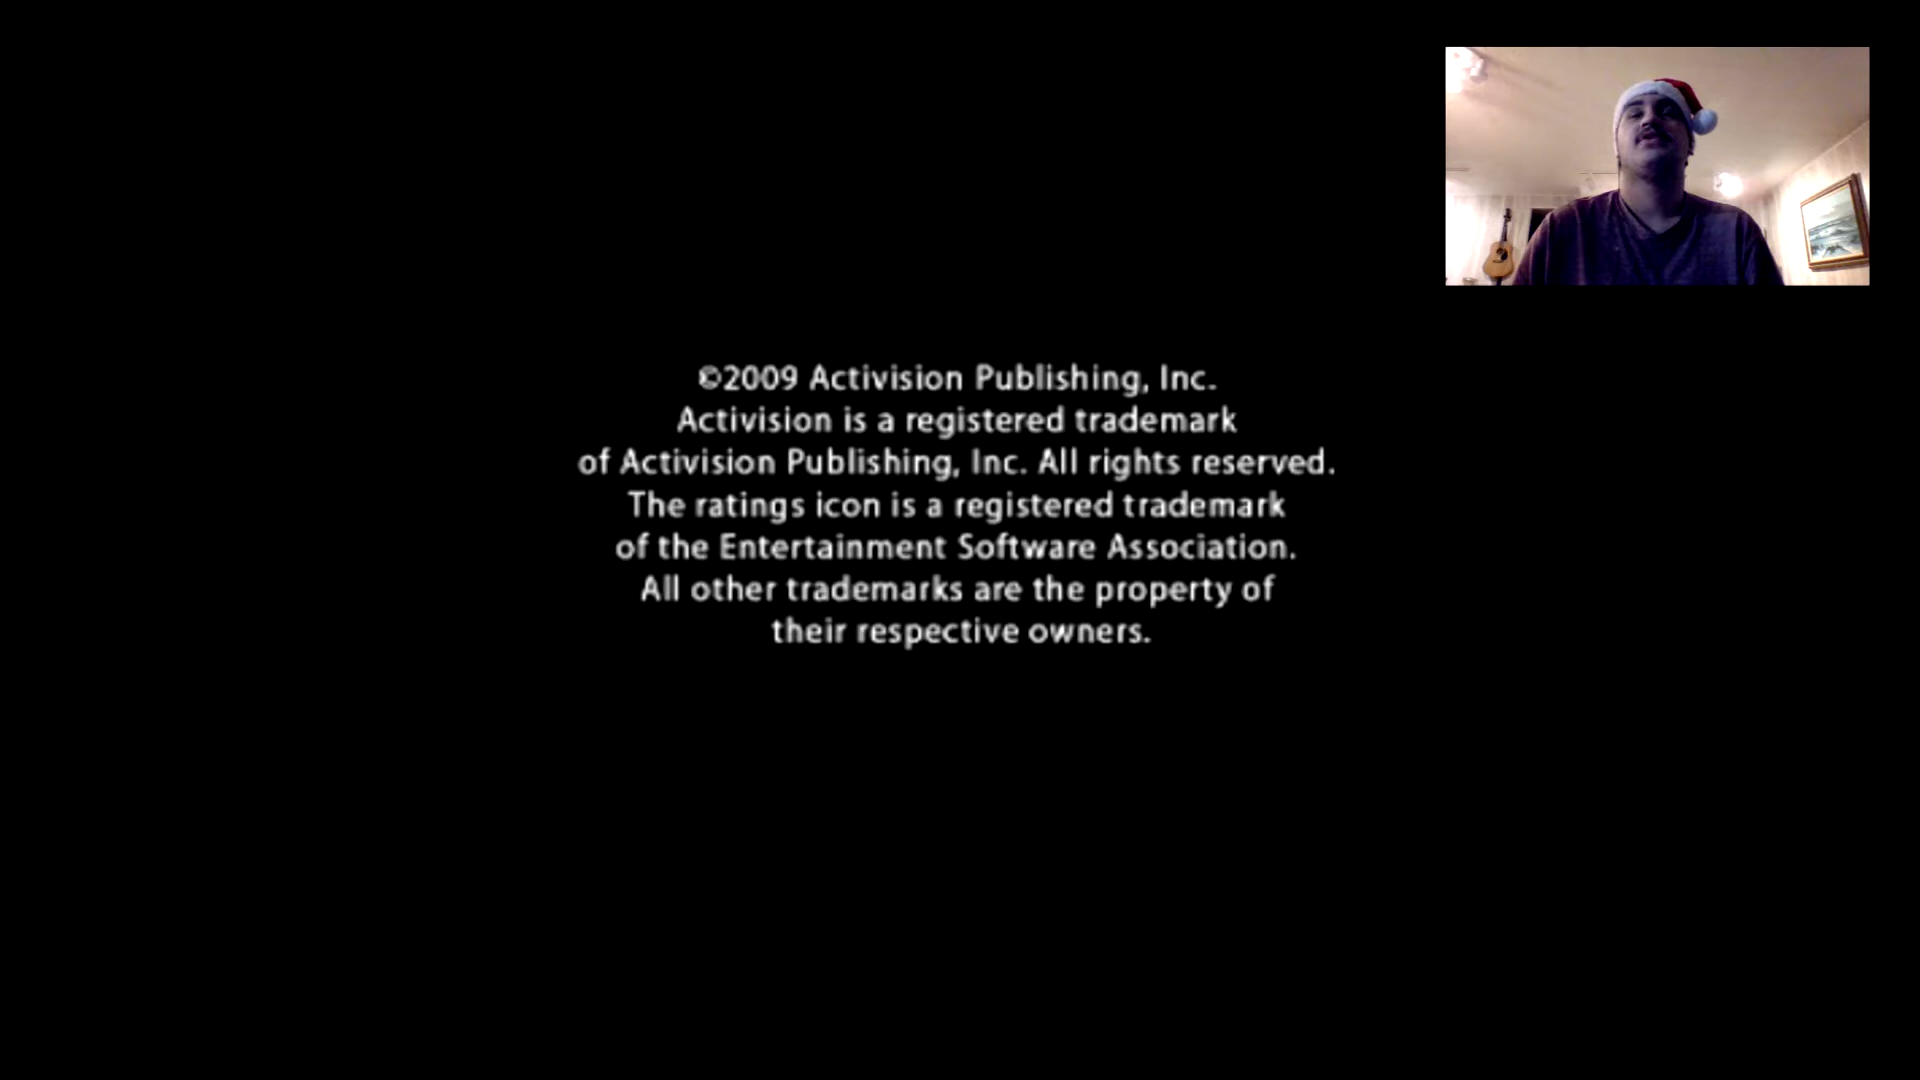 ©2009 Activision Publishing, Inc.
Activision is a registered trademark
of Activision Publishing, Inc. All rights reserved.
The ratings icon is a registered trademark
of the Entertainment Software Association.
All other trademarks are the property of
their respective owners.